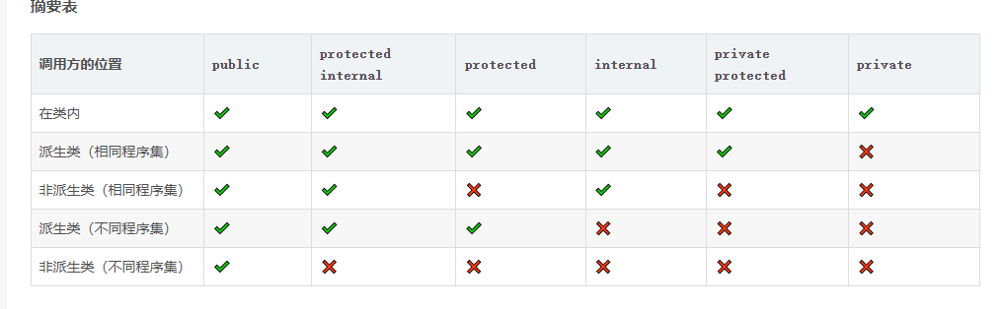 摘要表
调用方的位置 public protected internal protected internal private protected private
在类内 ✔ ✔ ✔ ✔ ✔ ✔
派生类（相同程序集） ✔ ✔ ✔ ✔ ✔ ❌
非派生类（相同程序集） ✔ ✔ ❌ ✔ ❌ ❌
派生类（不同程序集） ✔ ✔ ✔ ❌ ❌ ❌
非派生类（不同程序集） ✔ ❌ ❌ ❌ ❌ ❌